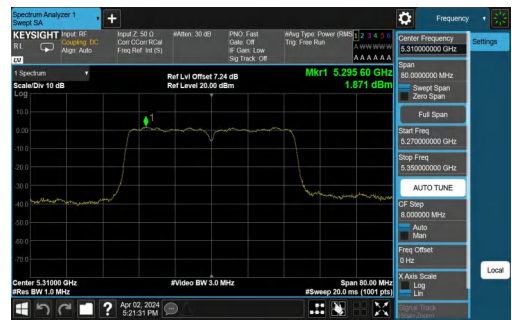 Spectrum Analyzer 1
Swept SA
Frequency
KEYSIGHT
Input: RF
Coupling: DC
Align: Auto
Input Z: 50 Ω
Corr CCorr RCal
Freq Ref: Int (S)
#Atten: 30 dB
PNO: Fast
Gate: Off
IF Gain: Low
Sig Track: Off
#Avg Type: Power (RMS
Trig: Free Run
1 2 3 4 5 6
A W W W W W
A A A A A A
RL
LV
1 Spectrum
Scale/Div 10 dB
Log
Ref Lvl Offset 7.24 dB
Ref Level 20.00 dBm
Mkr1 5.295 60 GHz
1.871 dBm
1
10.0
0.00
-10.0
-20.0
-30.0
-40.0
-50.0
-60.0
-70.0
Center 5.31000 GHz
#Res BW 1.0 MHz
#Video BW 3.0 MHz
Span 80.00 MHz
#Sweep 20.0 ms (1001 pts)
Center Frequency
5.310000000 GHz
Settings
Span
80.0000000 MHz
Swept Span
Zero Span
Full Span
Start Freq
5.270000000 GHz
Stop Freq
5.350000000 GHz
AUTO TUNE
CF Step
8.000000 MHz
Auto
Man
Freq Offset
0 Hz
X Axis Scale
Log
Lin
Local
Signal Track
(Span Zoom)
?
Apr 02, 2024
5:21:31 PM